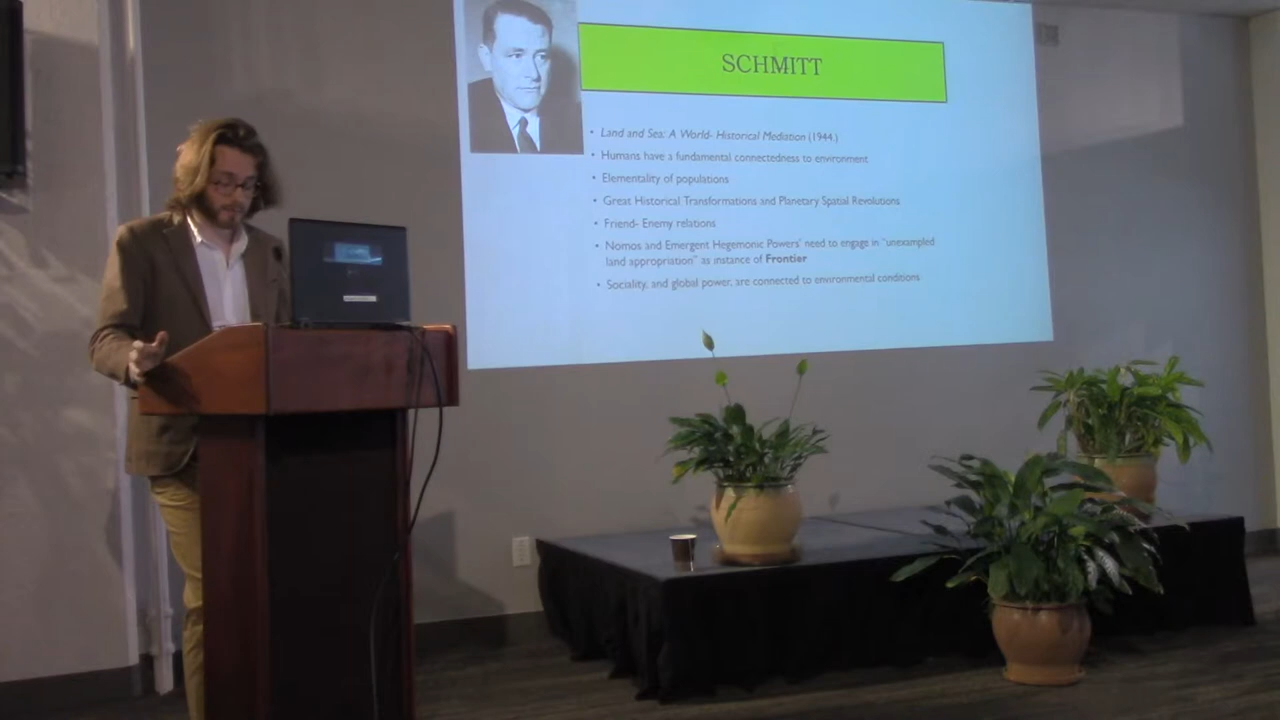 SCHMITT
• Land and Sea: A World- Historical Mediation (1944.)
• Humans have a fundamental connectedness to environment
• Elementality of populations
• Great Historical Transformations and Planetary Spatial Revolutions
• Friend- Enemy relations
• Nomos and Emergent Hegemonic Powers' need to engage in "unexampled
land appropriation" as instance of Frontier
• Sociality, and global power, are connected to environmental conditions